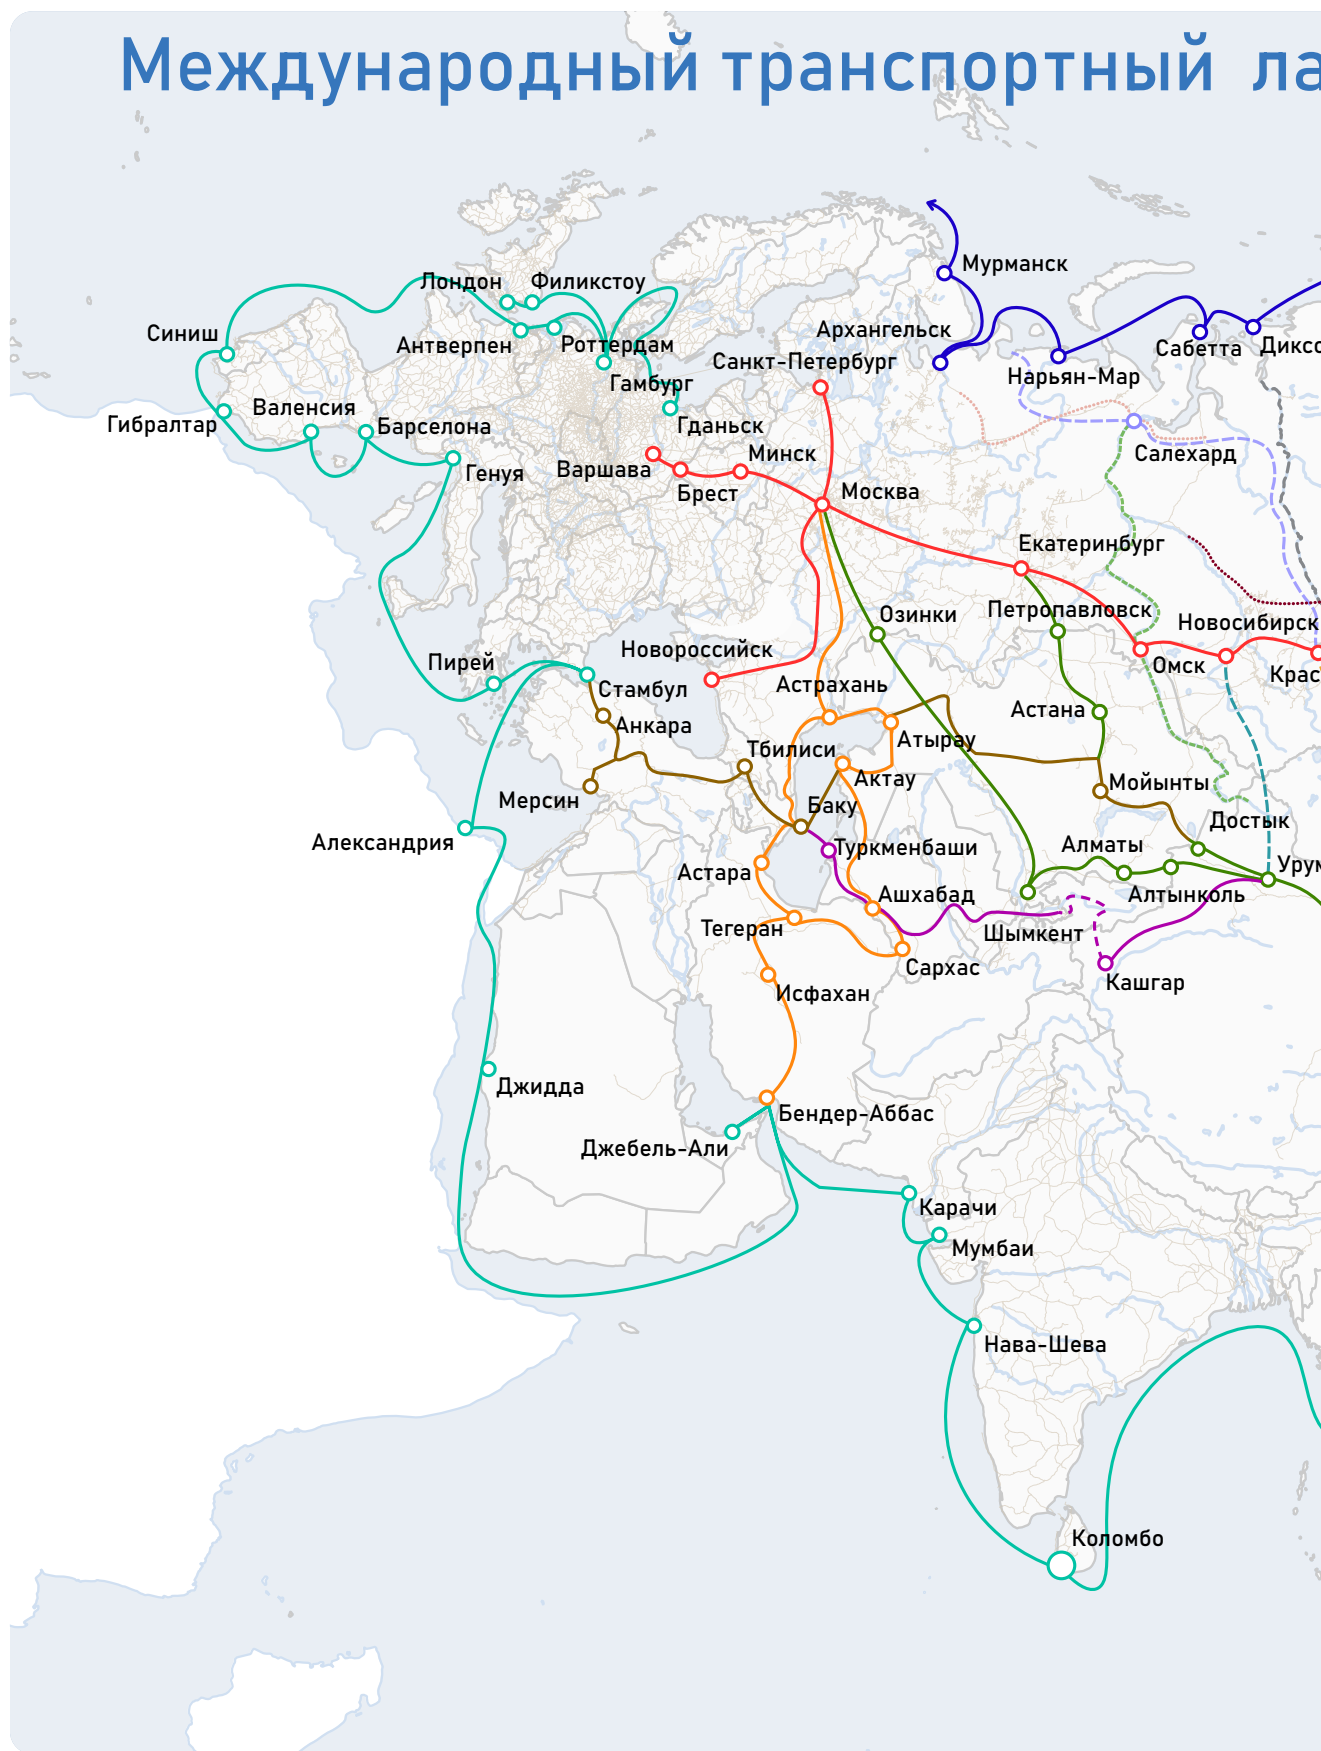 Международный транспортный ла
Мурманск
Лондон
Филикстоу
Синиш
Антверпен
Роттердам
Архангельск
Санкт-Петербург
Сабетта
Диксо
Нарьян-Мар
Гамбург
Валенсия
Гибралтар
Барселона
Гданьск
Генуя
Варшава
Минск
Брест
Салехард
Москва
Екатеринбург
Озинки
Петропавловск
Новосибирск
Новороссийск
Пирей
Стамбул
Астрахань
Омск
Крас
Анкара
Астана
Атырау
Тбилиси
Актау
Мерсин
Баку
Мойынты
Достык
Александрия
Туркменбаши
Алматы
Урум
Астара
Ашхабад
Алтынколь
Тегеран
Шымкент
Сархас
Кашгар
Исфахан
Джидда
Бендер-Аббас
Джебель-Али
Карачи
Мумбаи
Нава-Шева
Коломбо